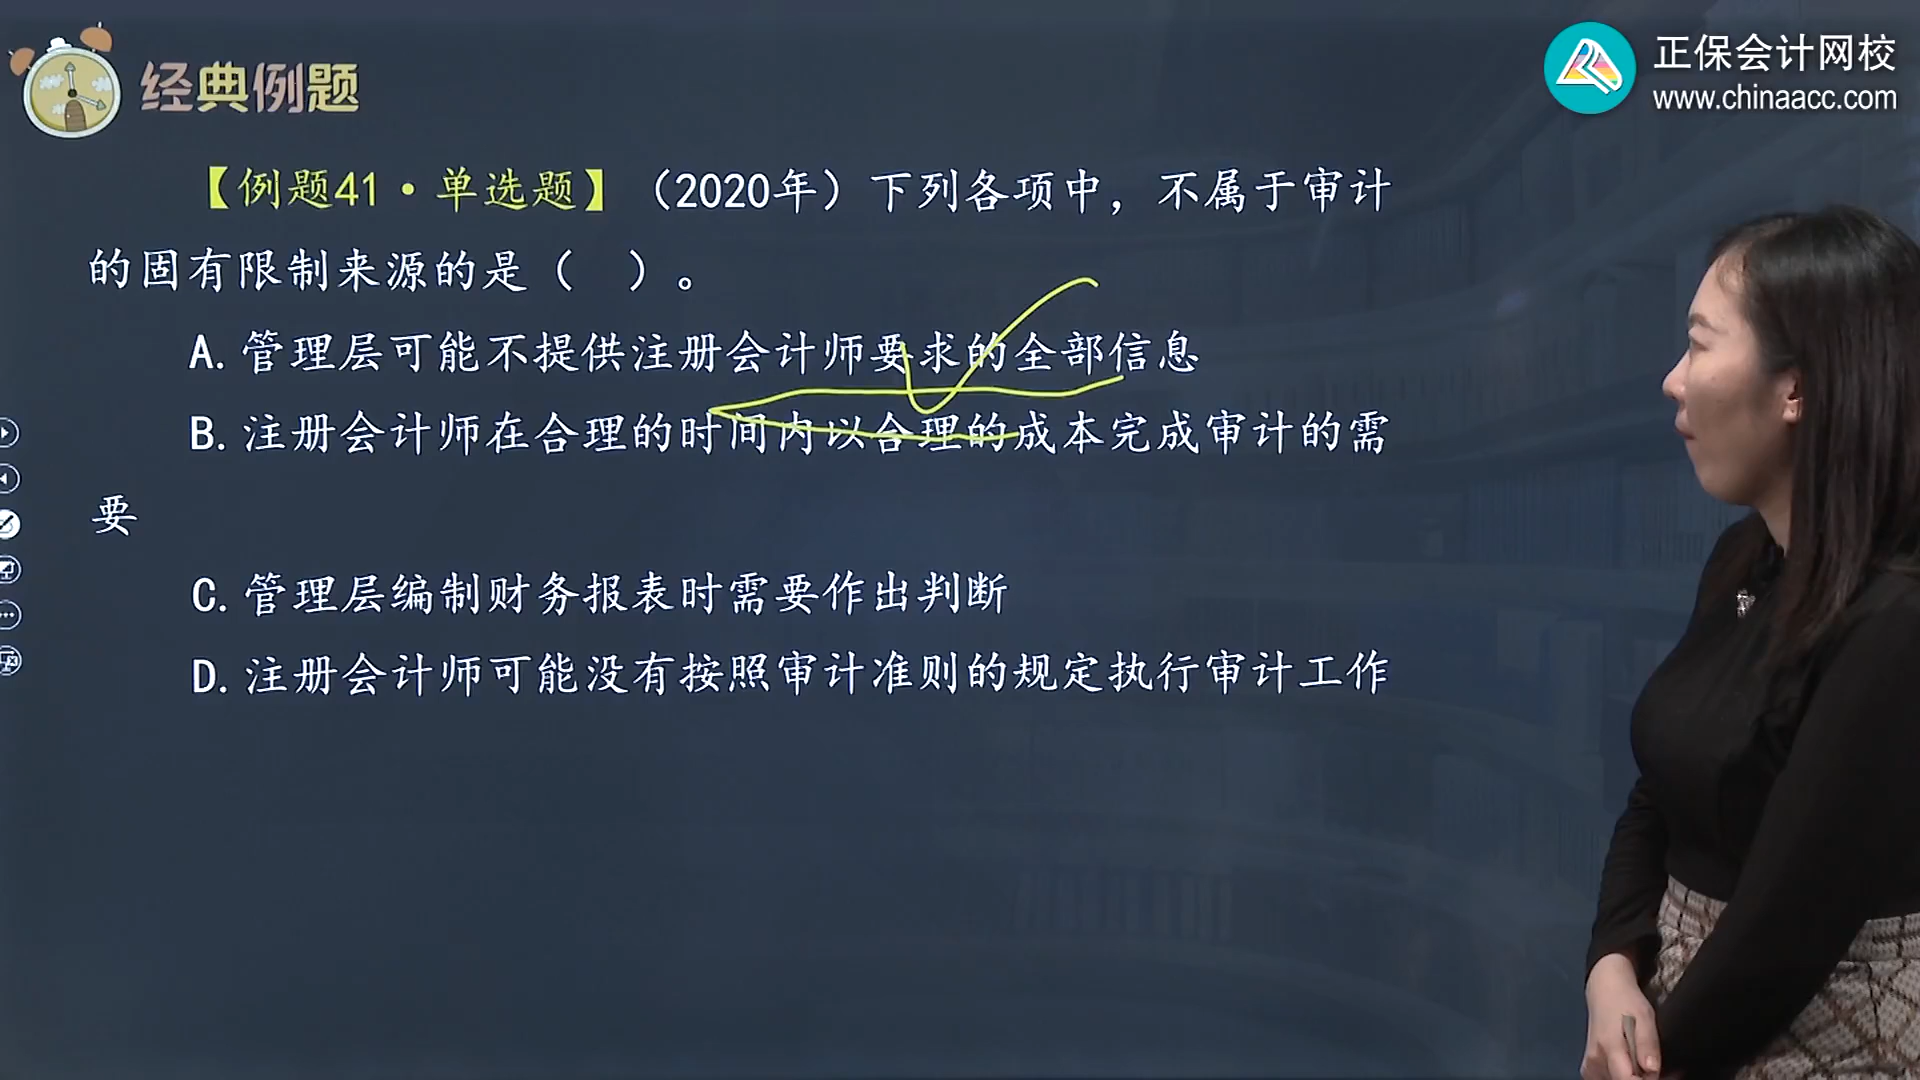 经典例题
正保会计网校
www.chinaacc.com
【例题41·单选题】（2020年）下列各项中，不属于审计
的固有限制来源的是（ ）。
A. 管理层可能不提供注册会计师要求的全部信息
B. 注册会计师在合理的时间内以合理的成本完成审计的需
要
C. 管理层编制财务报表时需要作出判断
D. 注册会计师可能没有按照审计准则的规定执行审计工作